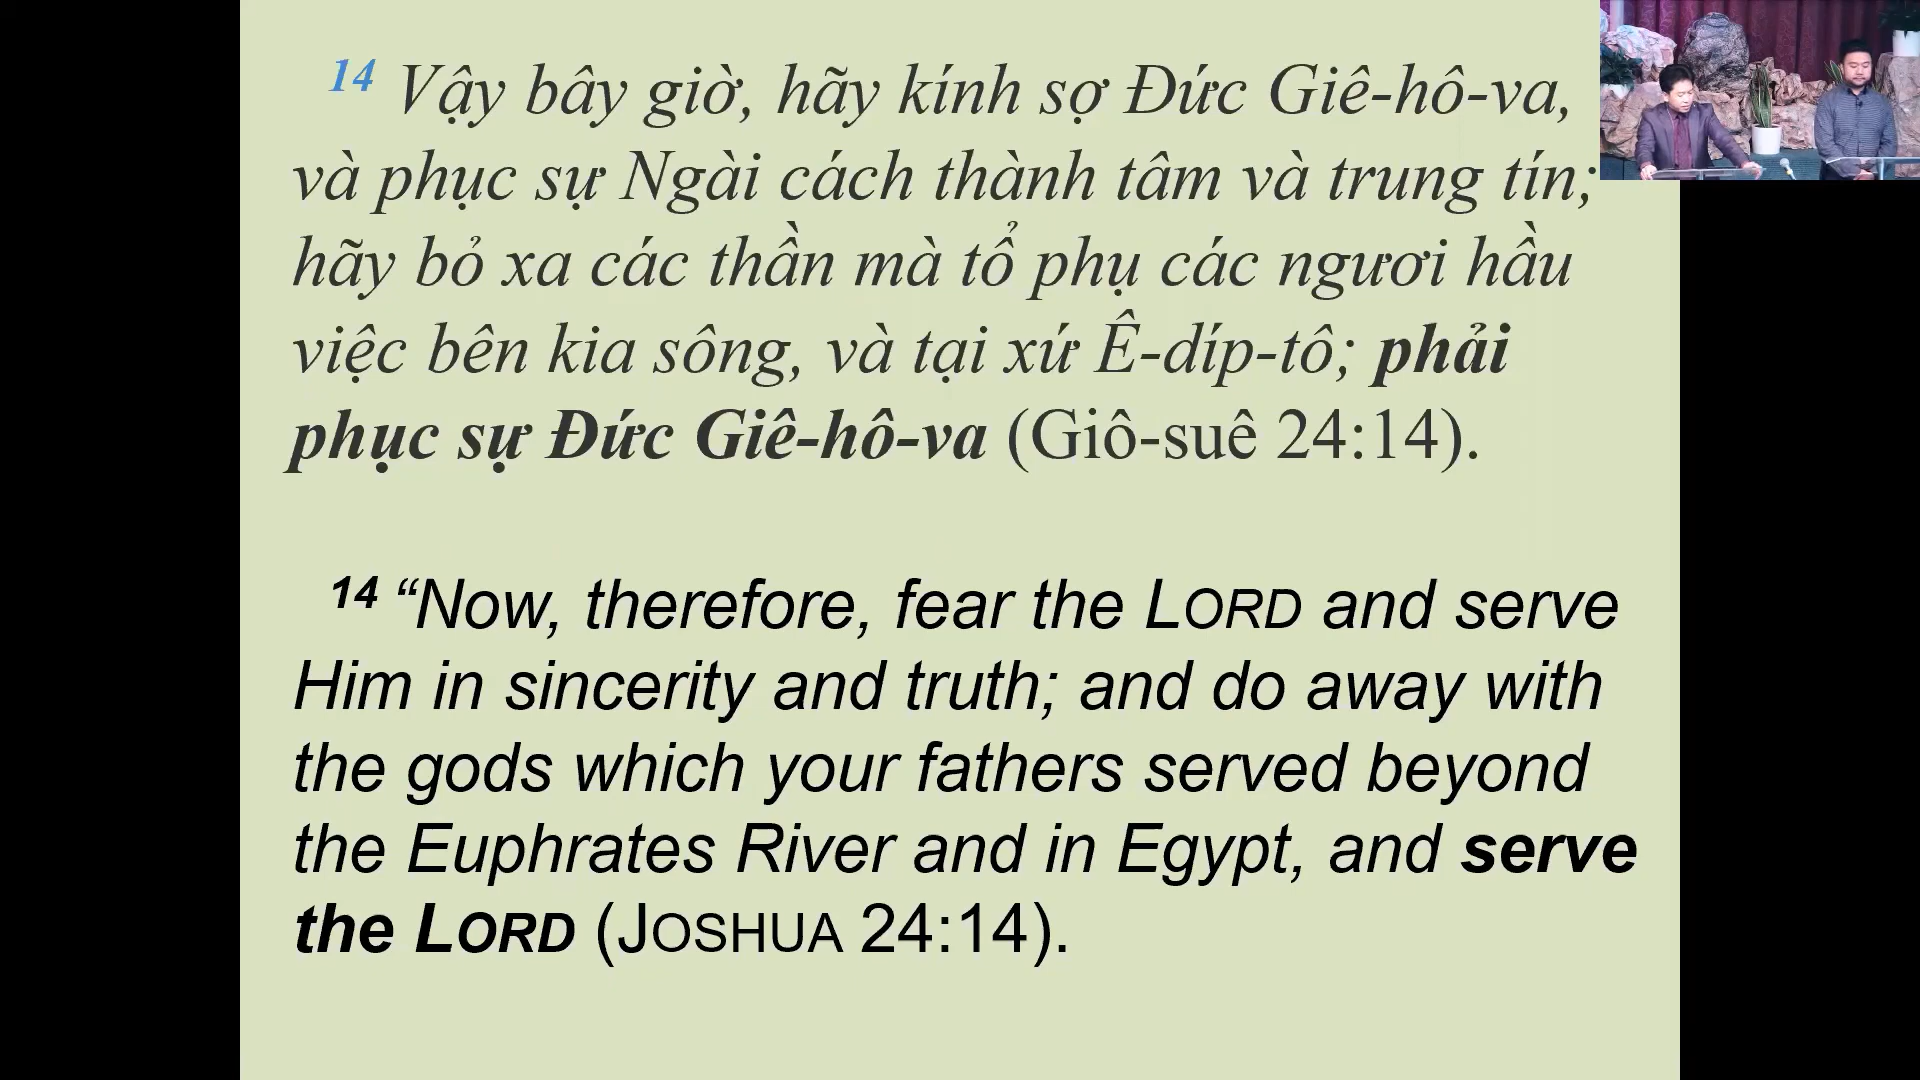 14 Vậy bây giờ, hãy kính sợ Đức Giê-hô-va,
và phục sự Ngài cách thành tâm và trung tín;
hãy bỏ xa các thần mà tổ phụ các ngươi hầu
việc bên kia sông, và tại xứ Ê-díp-tô; phải
phục sự Đức Giê-hô-va (Giô-suê 24:14).
14 “Now, therefore, fear the LORD and serve
Him in sincerity and truth; and do away with
the gods which your fathers served beyond
the Euphrates River and in Egypt, and serve
the LORD (JOSHUA 24:14).